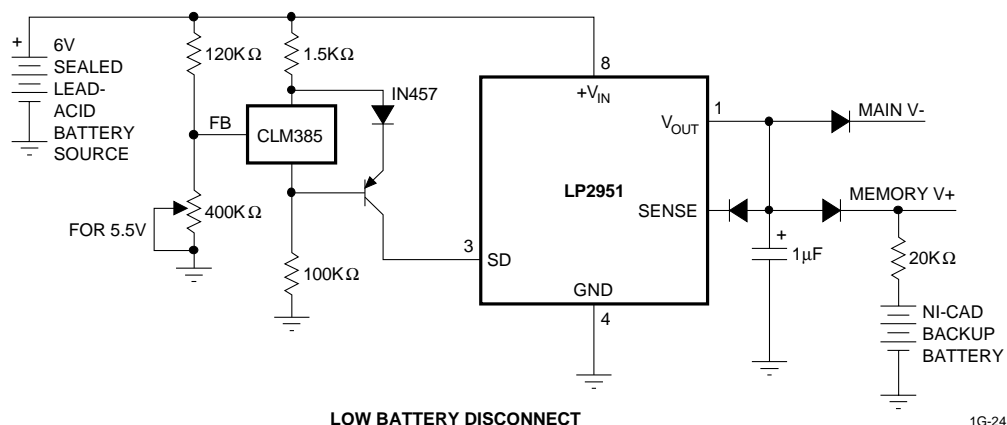 +
6V
SEALED
LEAD-
ACID
BATTERY
SOURCE
120KΩ
1.5KΩ
IN457
FB
CLM385
400KΩ
FOR 5.5V
100KΩ
3
SD
8
+VIN
1
VOUT
LP2951
SENSE
GND
4
MAIN V-
MEMORY V+
+
1µF
20KΩ
NI-CAD
BACKUP
BATTERY
LOW BATTERY DISCONNECT
1G-24